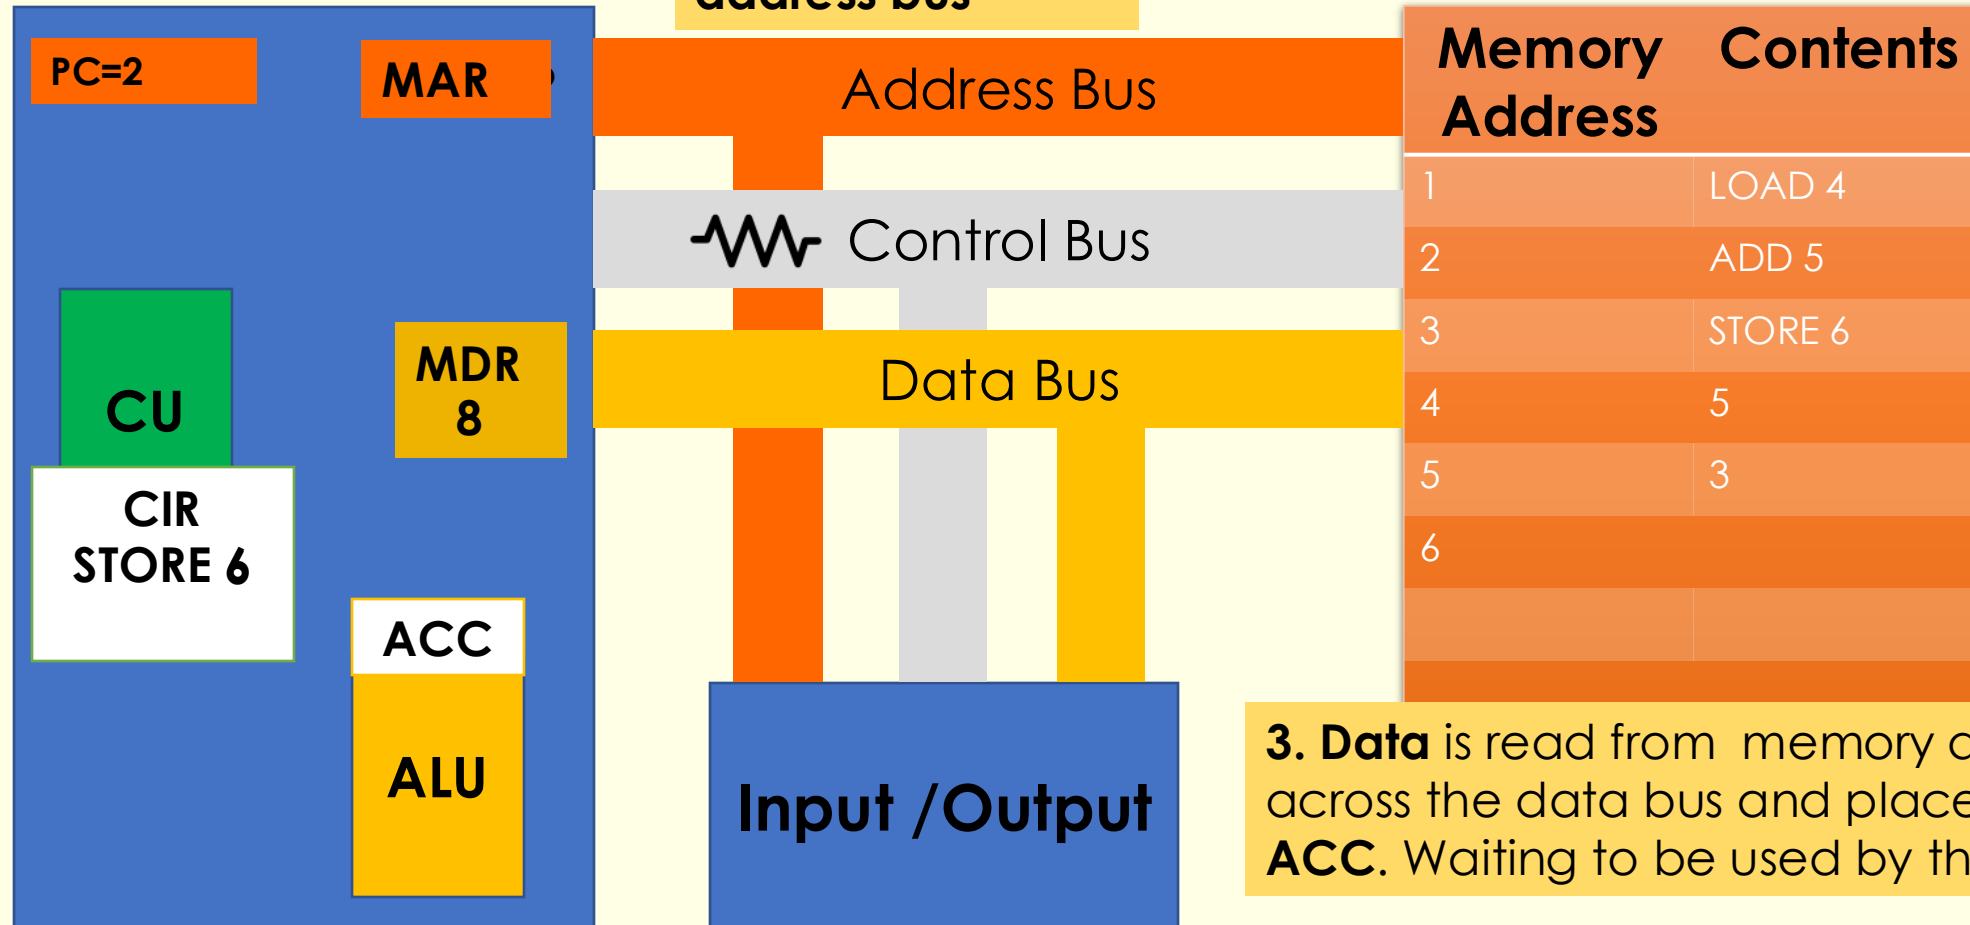 address bus
PC=2
MAR
Address Bus
Control Bus
Data Bus
MDR
8
CU
CIR
STORE 6
ACC
ALU
Input /Output
Memory Contents
Address
1 LOAD 4
2 ADD 5
3 STORE 6
4 5
5 3
6
3. Data is read from memory
across the data bus and place
ACC. Waiting to be used by th